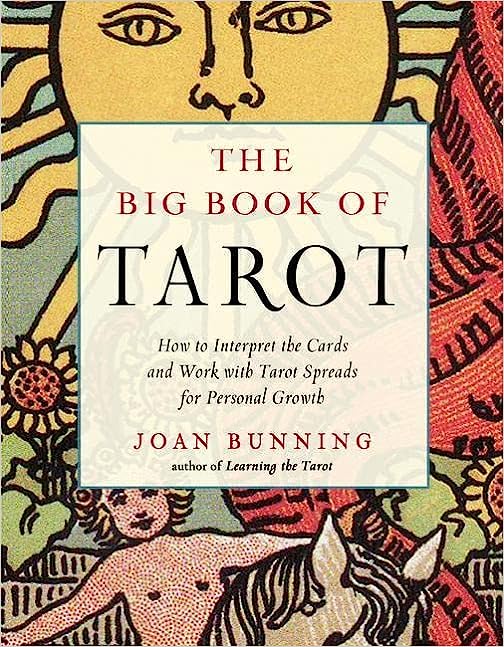 THE
BIG BOOK OF
TAROT
How to Interpret the Cards
and Work with Tarot Spreads
for Personal Growth
JOAN BUNNING
author of Learning the Tarot